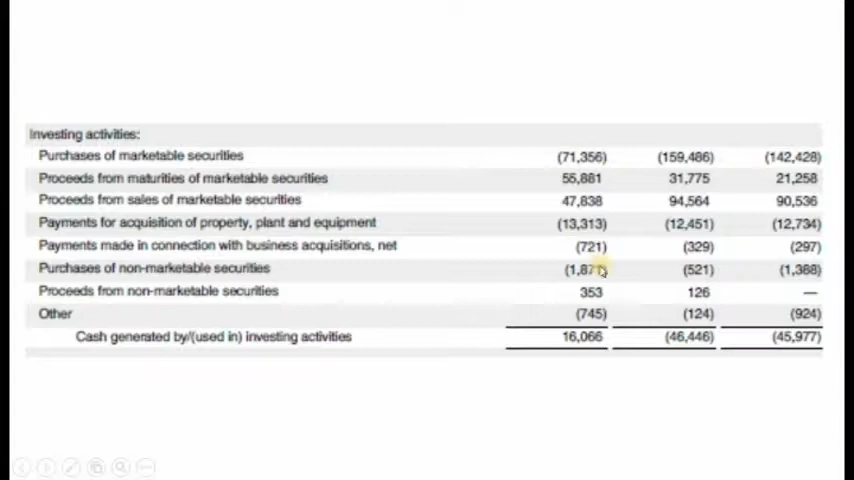 Investing activities:
Purchases of marketable securities (71,356) (159,486) (142,428)
Proceeds from maturities of marketable securities 55,881 31,775 21,258
Proceeds from sales of marketable securities 47,838 94,564 90,536
Payments for acquisition of property, plant and equipment (13,313) (12,451) (12,734)
Payments made in connection with business acquisitions, net (721) (329) (297)
Purchases of non-marketable securities (1,871) (521) (1,388)
Proceeds from non-marketable securities 353 126 —
Other (745) (124) (924)
Cash generated by/(used in) investing activities 16,066 (46,446) (45,977)